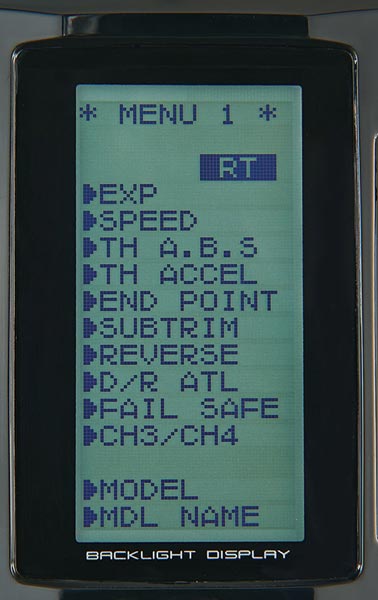 * MENU 1 *
RT
EXP
SPEED
TH A.B.S
TH ACCEL
END POINT
SUBTRIM
REVERSE
D/R ATL
FAIL SAFE
CH3/CH4
MODEL
MDL NAME
BACKLIGHT DISPLAY